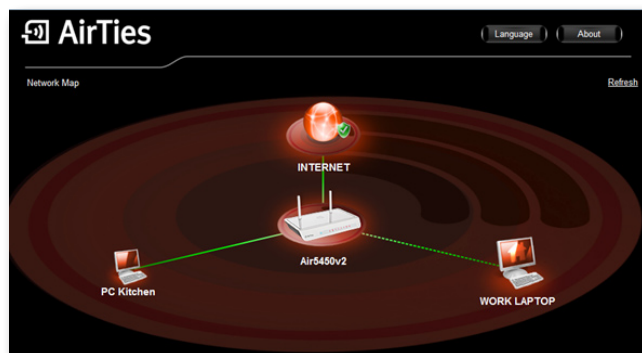 AirTies
Language
About
Network Map
Refresh
INTERNET
Air5450v2
PC Kitchen
WORK LAPTOP